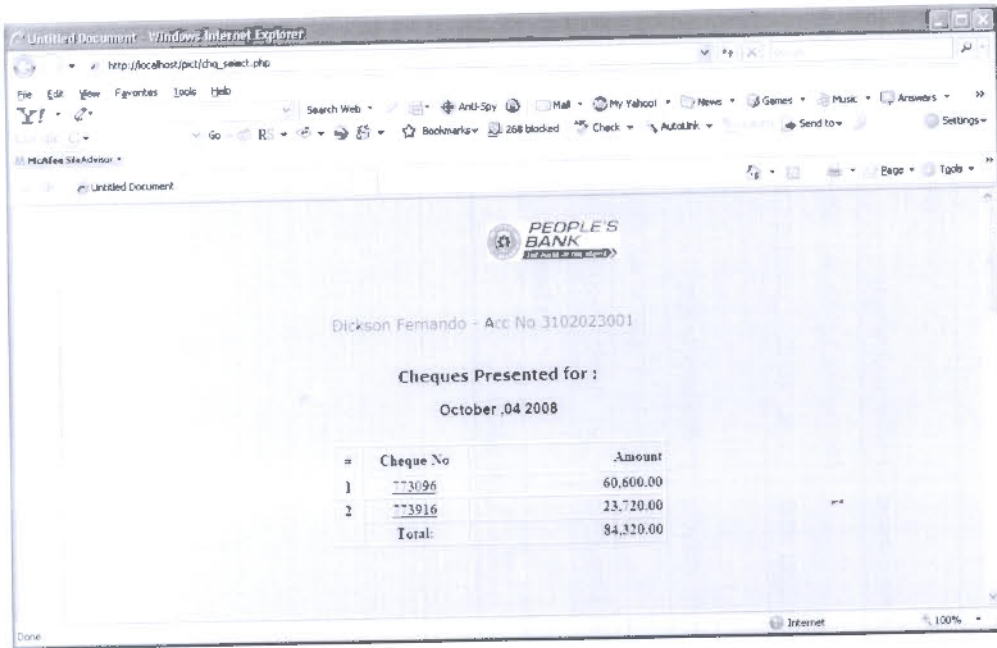 Untitled Document - Windows Internet Explorer
http://localhost/pict/chq_select.php
File Edit View Favorites Tools Help
Y! Search Web Anti-Spy Mail My Yahoo! News Games Music Answers »
Go RS Bookmarks 268 blocked Check AutoLink Send to Settings
McAfee SiteAdvisor
Untitled Document Page Tools »
PEOPLE'S
BANK
Dickson Fernando - Acc No 3102023001
Cheques Presented for :
October ,04 2008
# Cheque No Amount
1 773096 60,600.00
2 773916 23,720.00
Total: 84,320.00
Done Internet 100%